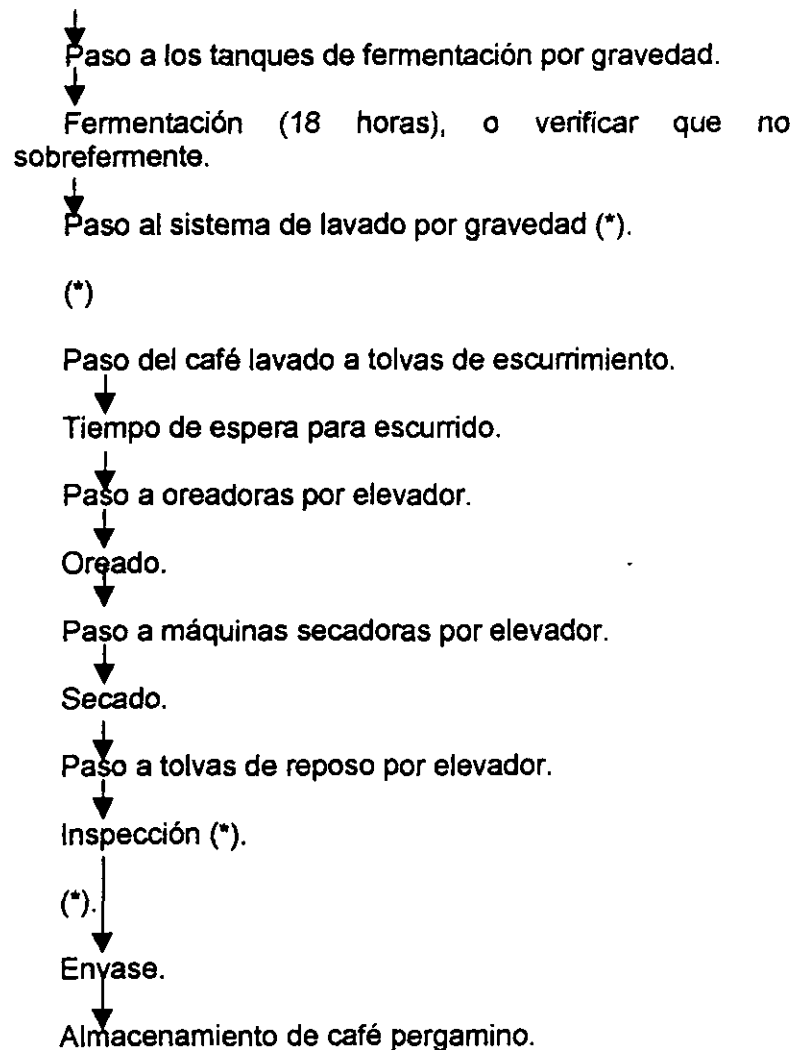 Paso a los tanques de fermentación por gravedad.
Fermentación (18 horas), o verificar que no
sobrefermente.
Paso al sistema de lavado por gravedad (*).
(*)
Paso del café lavado a tolvas de escurrimiento.
Tiempo de espera para escurrido.
Paso a oreadoras por elevador.
Oreado.
Paso a máquinas secadoras por elevador.
Secado.
Paso a tolvas de reposo por elevador.
Inspección (*).
(*).
Envase.
Almacenamiento de café pergamino.